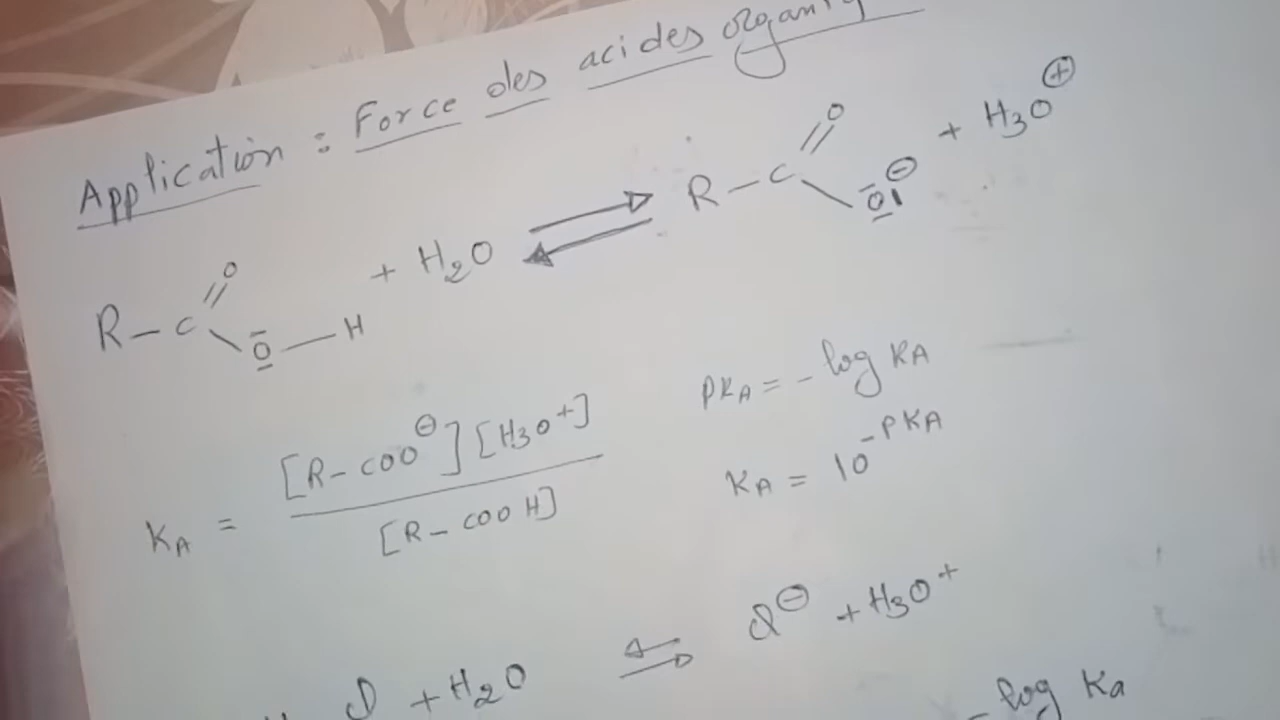 Application : Force des acides
R-C(=O)-O-H + H2O ⇌ R-C(=O)-O⊖ + H3O⊕
KA = [R-COO⊖][H3O+] / [R-COOH]
PKA = - log KA
KA = 10^-PKA
+ H2O ⇌ ⊖ + H3O+
- log Ka